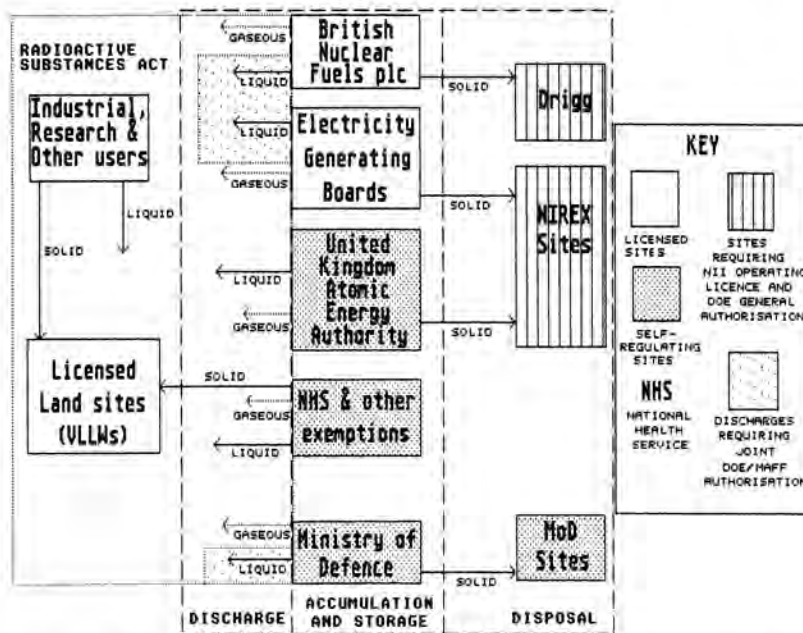 RADIOACTIVE
SUBSTANCES ACT
Industrial,
Research &
Other users
LIQUID
SOLID
Licensed
Land sites
(VLLWs)
GASEOUS
LIQUID
LIQUID
GASEOUS
LIQUID
GASEOUS
SOLID
GASEOUS
LIQUID
GASEOUS
LIQUID
DISCHARGE
British
Nuclear
Fuels plc
Electricity
Generating
Boards
United
Kingdom
Atomic
Energy
Authority
NHS & other
exemptions
Ministry of
Defence
ACCUMULATION
AND STORAGE
SOLID
SOLID
SOLID
SOLID
Drigg
NIREX
Sites
MoD
Sites
DISPOSAL
KEY
LICENSED
SITES
SELF-
REGULATING
SITES
NHS
NATIONAL
HEALTH
SERVICE
SITES
REQUIRING
NII OPERATING
LICENCE AND
DOE GENERAL
AUTHORISATION
DISCHARGES
REQUIRING
JOINT
DOE/MAFF
AUTHORISATION